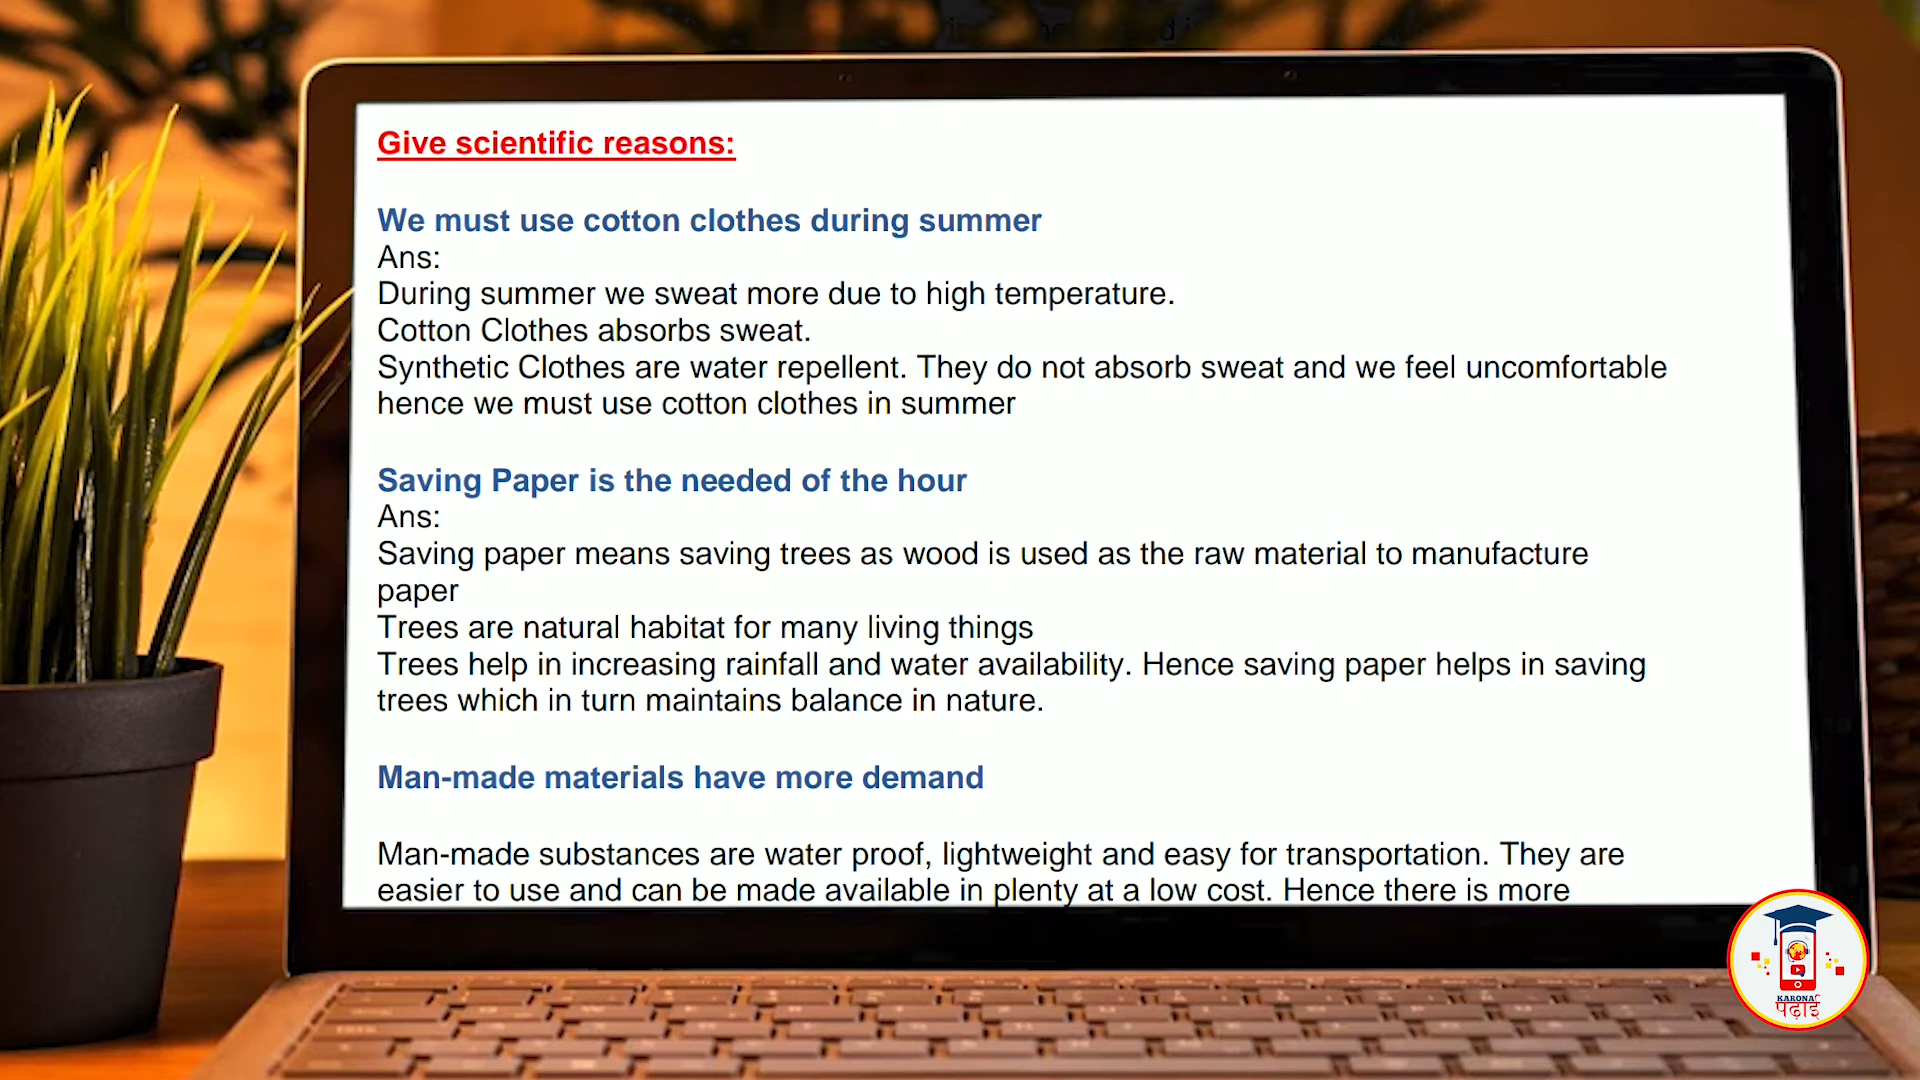 Give scientific reasons:
We must use cotton clothes during summer
Ans:
During summer we sweat more due to high temperature.
Cotton Clothes absorbs sweat.
Synthetic Clothes are water repellent. They do not absorb sweat and we feel uncomfortable
hence we must use cotton clothes in summer
Saving Paper is the needed of the hour
Ans:
Saving paper means saving trees as wood is used as the raw material to manufacture
paper
Trees are natural habitat for many living things
Trees help in increasing rainfall and water availability. Hence saving paper helps in saving
trees which in turn maintains balance in nature.
Man-made materials have more demand
Man-made substances are water proof, lightweight and easy for transportation. They are
easier to use and can be made available in plenty at a low cost. Hence there is more
KARONA
पढ़ाई